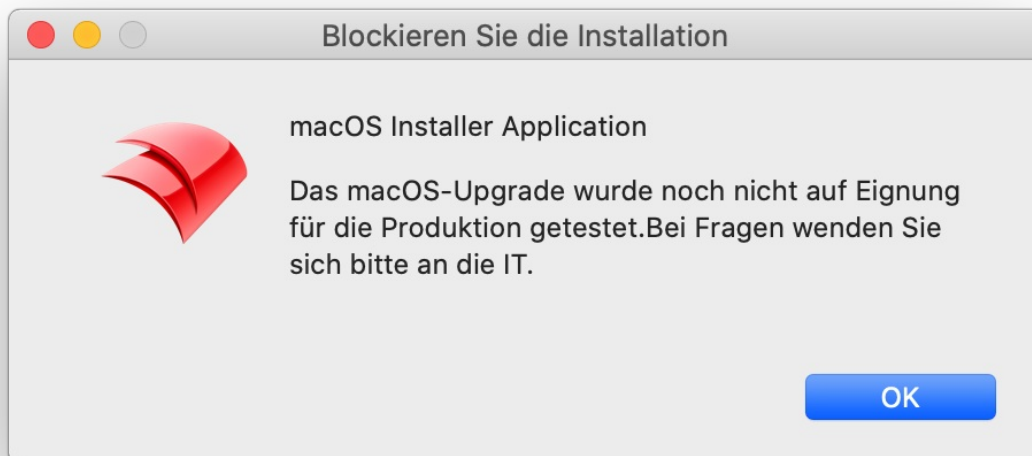 Blockieren Sie die Installation
macOS Installer Application
Das macOS-Upgrade wurde noch nicht auf Eignung
für die Produktion getestet.Bei Fragen wenden Sie
sich bitte an die IT.
OK